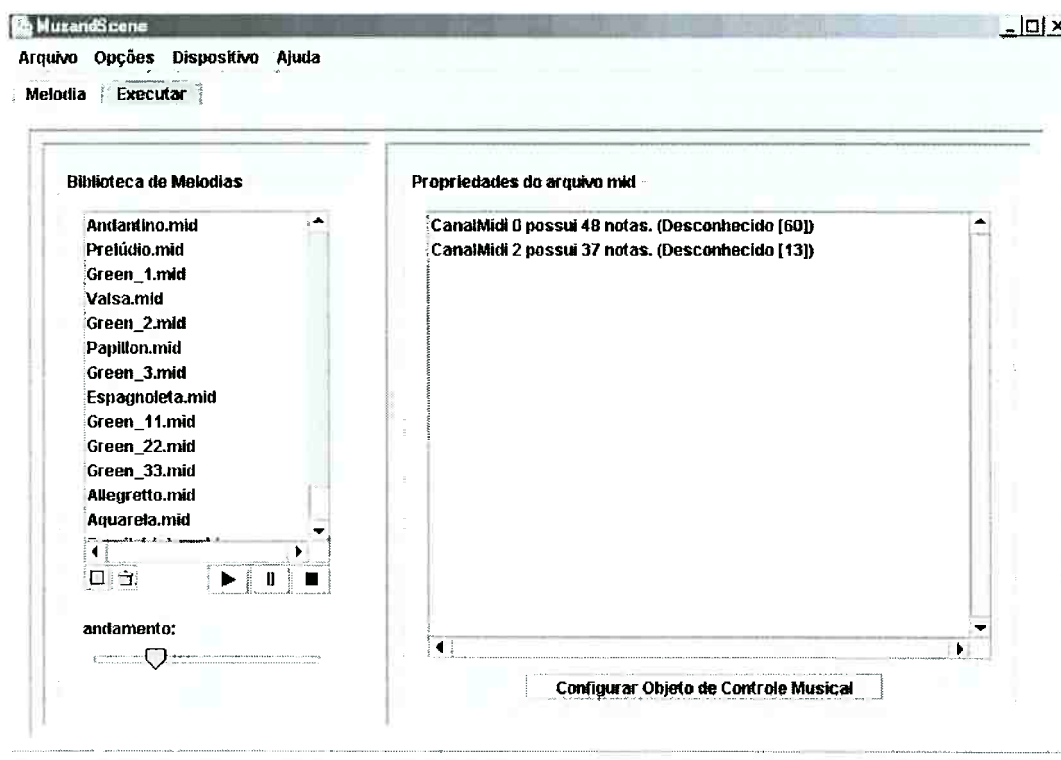 MuzandScene
Arquivo Opções Dispositivo Ajuda
Melodia Executar
Biblioteca de Melodias
Andantino.mid
Prelúdio.mid
Green_1.mid
Valsa.mid
Green_2.mid
Papillon.mid
Green_3.mid
Espagnoleta.mid
Green_11.mid
Green_22.mid
Green_33.mid
Allegretto.mid
Aquarela.mid
andamento:
Propriedades do arquivo mid
CanalMidi 0 possui 48 notas. (Desconhecido [60])
CanalMidi 2 possui 37 notas. (Desconhecido [13])
Configurar Objeto de Controle Musical